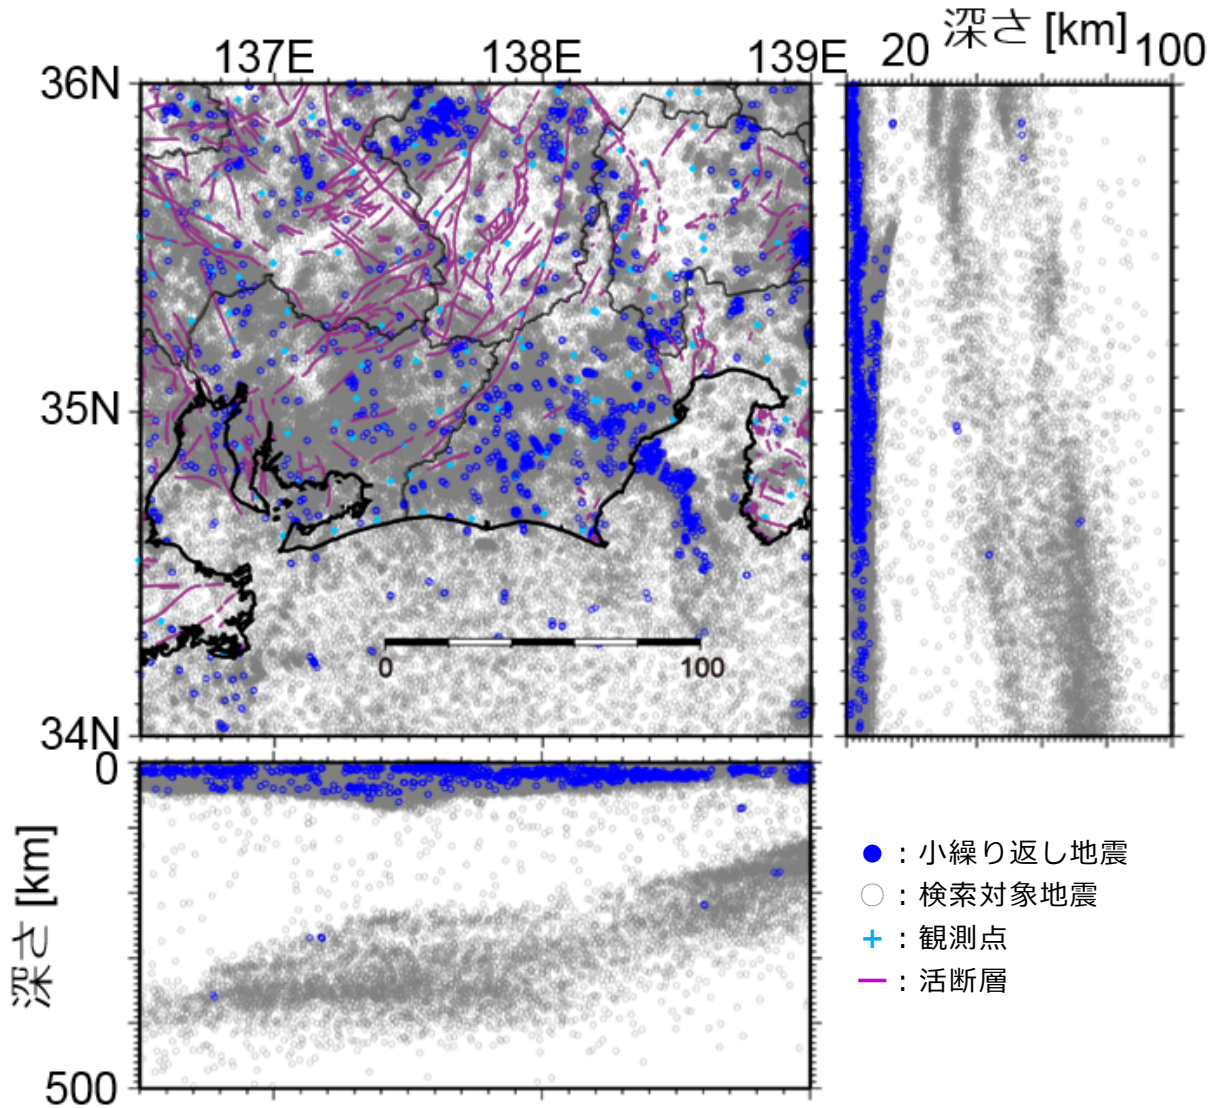 137E 138E 139E
深さ [km]
20 100
36N
35N
34N
0 100
0
深さ [km]
500
● : 小繰り返し地震
○ : 検索対象地震
+ : 観測点
― : 活断層